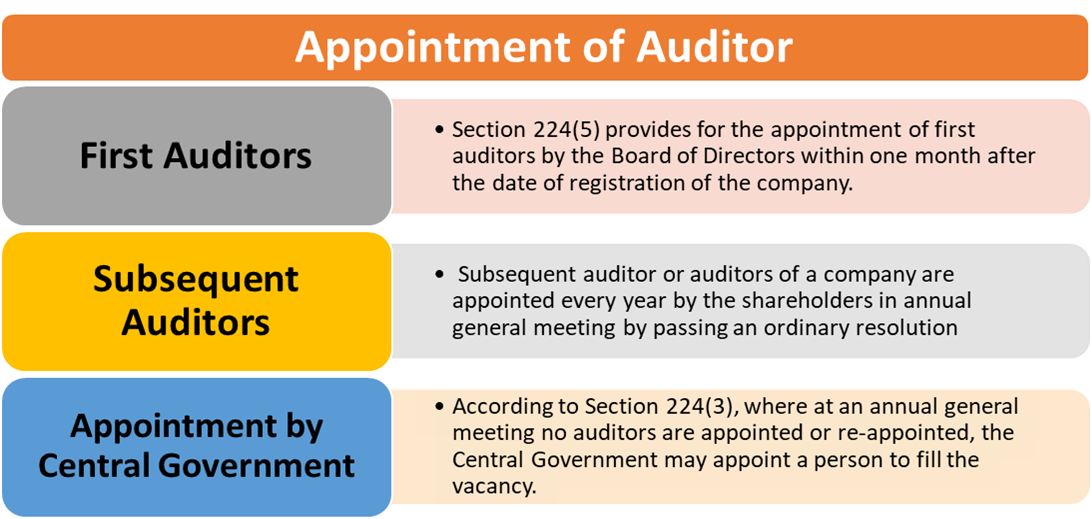 Appointment of Auditor
First Auditors
• Section 224(5) provides for the appointment of first
auditors by the Board of Directors within one month after
the date of registration of the company.
Subsequent
Auditors
• Subsequent auditor or auditors of a company are
appointed every year by the shareholders in annual
general meeting by passing an ordinary resolution
Appointment by
Central Government
• According to Section 224(3), where at an annual general
meeting no auditors are appointed or re-appointed, the
Central Government may appoint a person to fill the
vacancy.